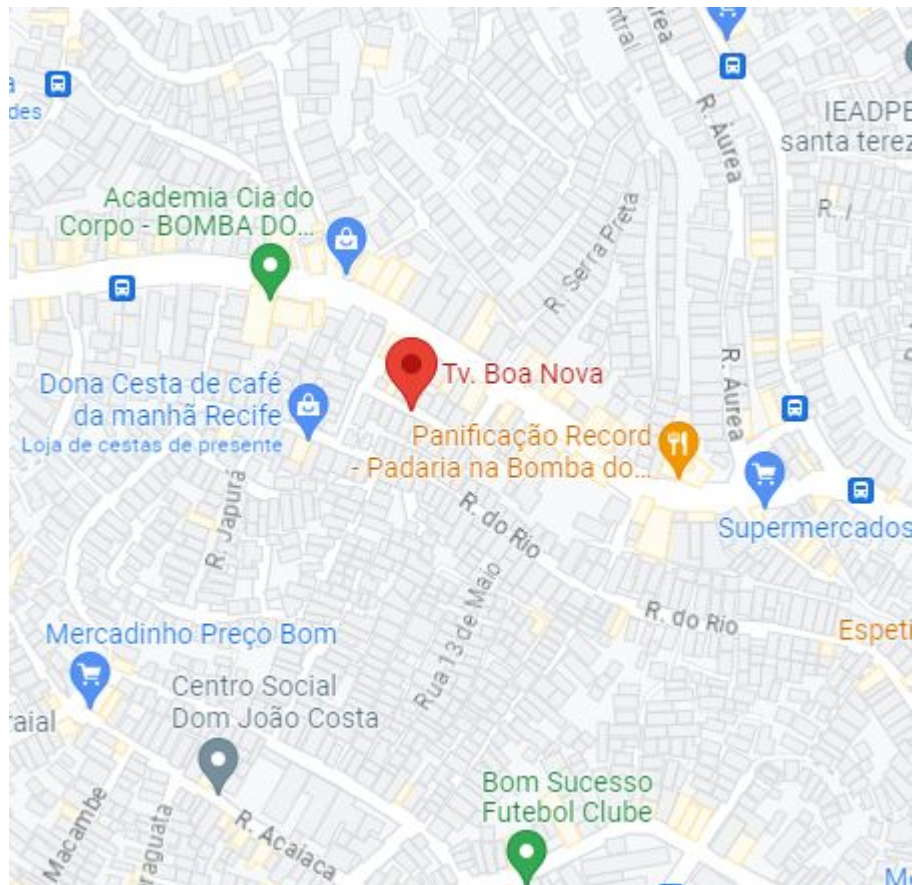 entral
R. Áurea
IEADPE
santa terez
des
Academia Cia do
Corpo - BOMBA DO...
R. I
R. Serra Preta
Tv. Boa Nova
R. Áurea
Dona Cesta de café
da manhã Recife
Loja de cestas de presente
Panificação Record
- Padaria na Bomba do...
R. Japurá
R. do Rio
Supermercados
Rua 13 de Maio
R. do Rio
Espeti
Mercadinho Preço Bom
Centro Social
Dom João Costa
raial
Bom Sucesso
Futebol Clube
Macambe
raguata
R. Acaiaca